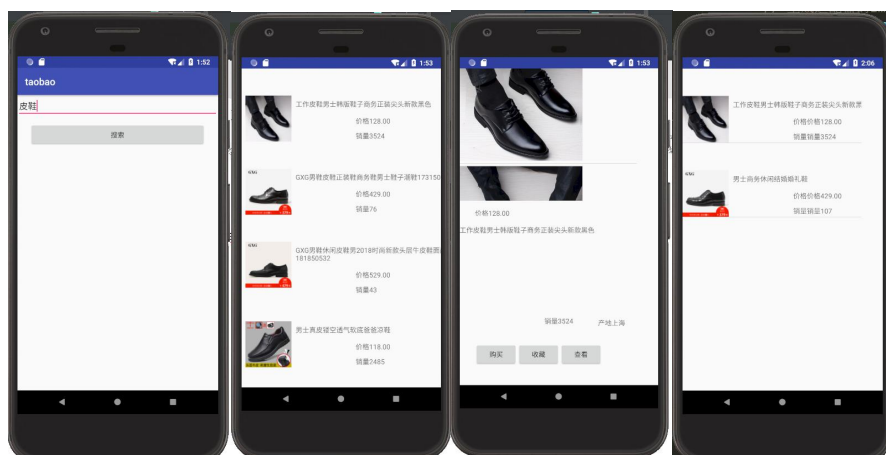 1:52
taobao
皮鞋
搜索
1:53
工作皮鞋男士韩版鞋子商务正装尖头新款黑色
价格128.00
销量3524
GXG男鞋皮鞋正装鞋商务鞋男士鞋子潮鞋173150
价格429.00
销量76
GXG男鞋休闲皮鞋男2018时尚新款头层牛皮鞋圆
181850532
价格529.00
销量43
男士真皮镂空透气软底爸爸凉鞋
价格118.00
销量2485
1:53
价格128.00
工作皮鞋男士韩版鞋子商务正装尖头新款黑色
销量3524
产地上海
购买
收藏
查看
2:06
工作皮鞋男士韩版鞋子商务正装尖头新款黑
价格价格128.00
销量销量3524
男士商务休闲结婚婚礼鞋
价格价格429.00
销量销量107